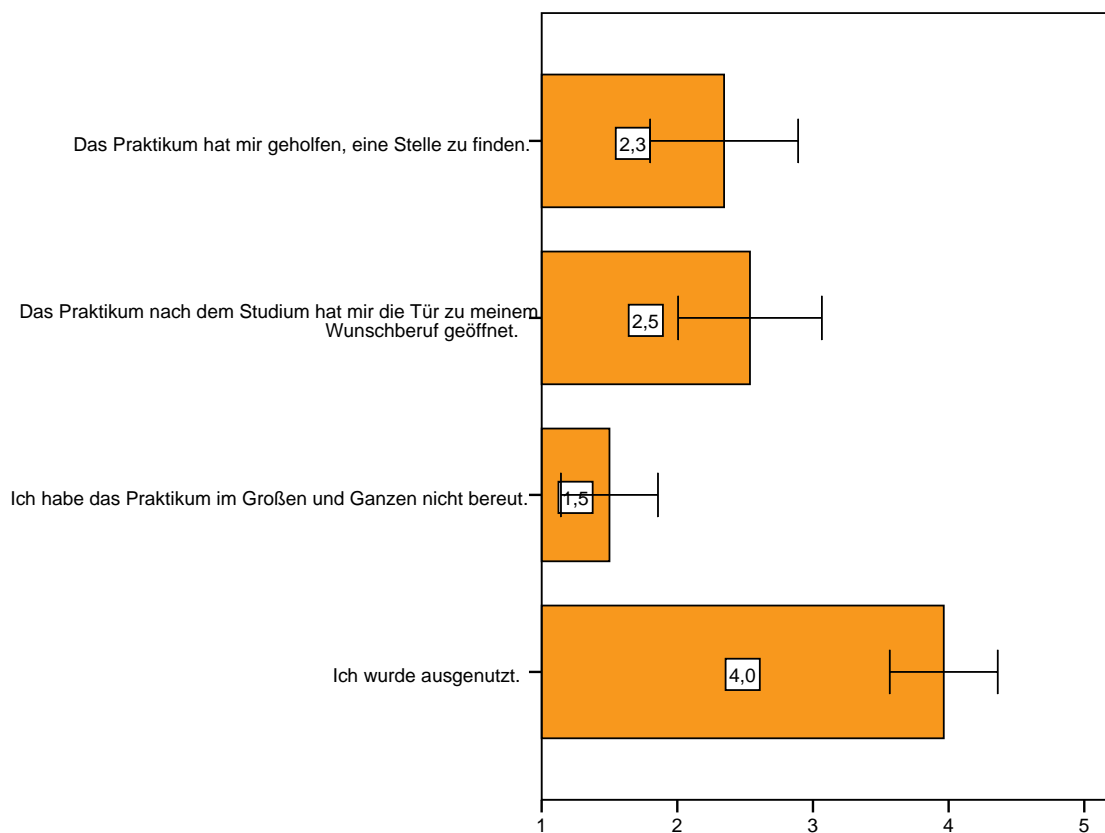 Das Praktikum hat mir geholfen, eine Stelle zu finden.
2,3
Das Praktikum nach dem Studium hat mir die Tür zu meinem
Wunschberuf geöffnet.
2,5
Ich habe das Praktikum im Großen und Ganzen nicht bereut.
1,5
Ich wurde ausgenutzt.
4,0
1 2 3 4 5